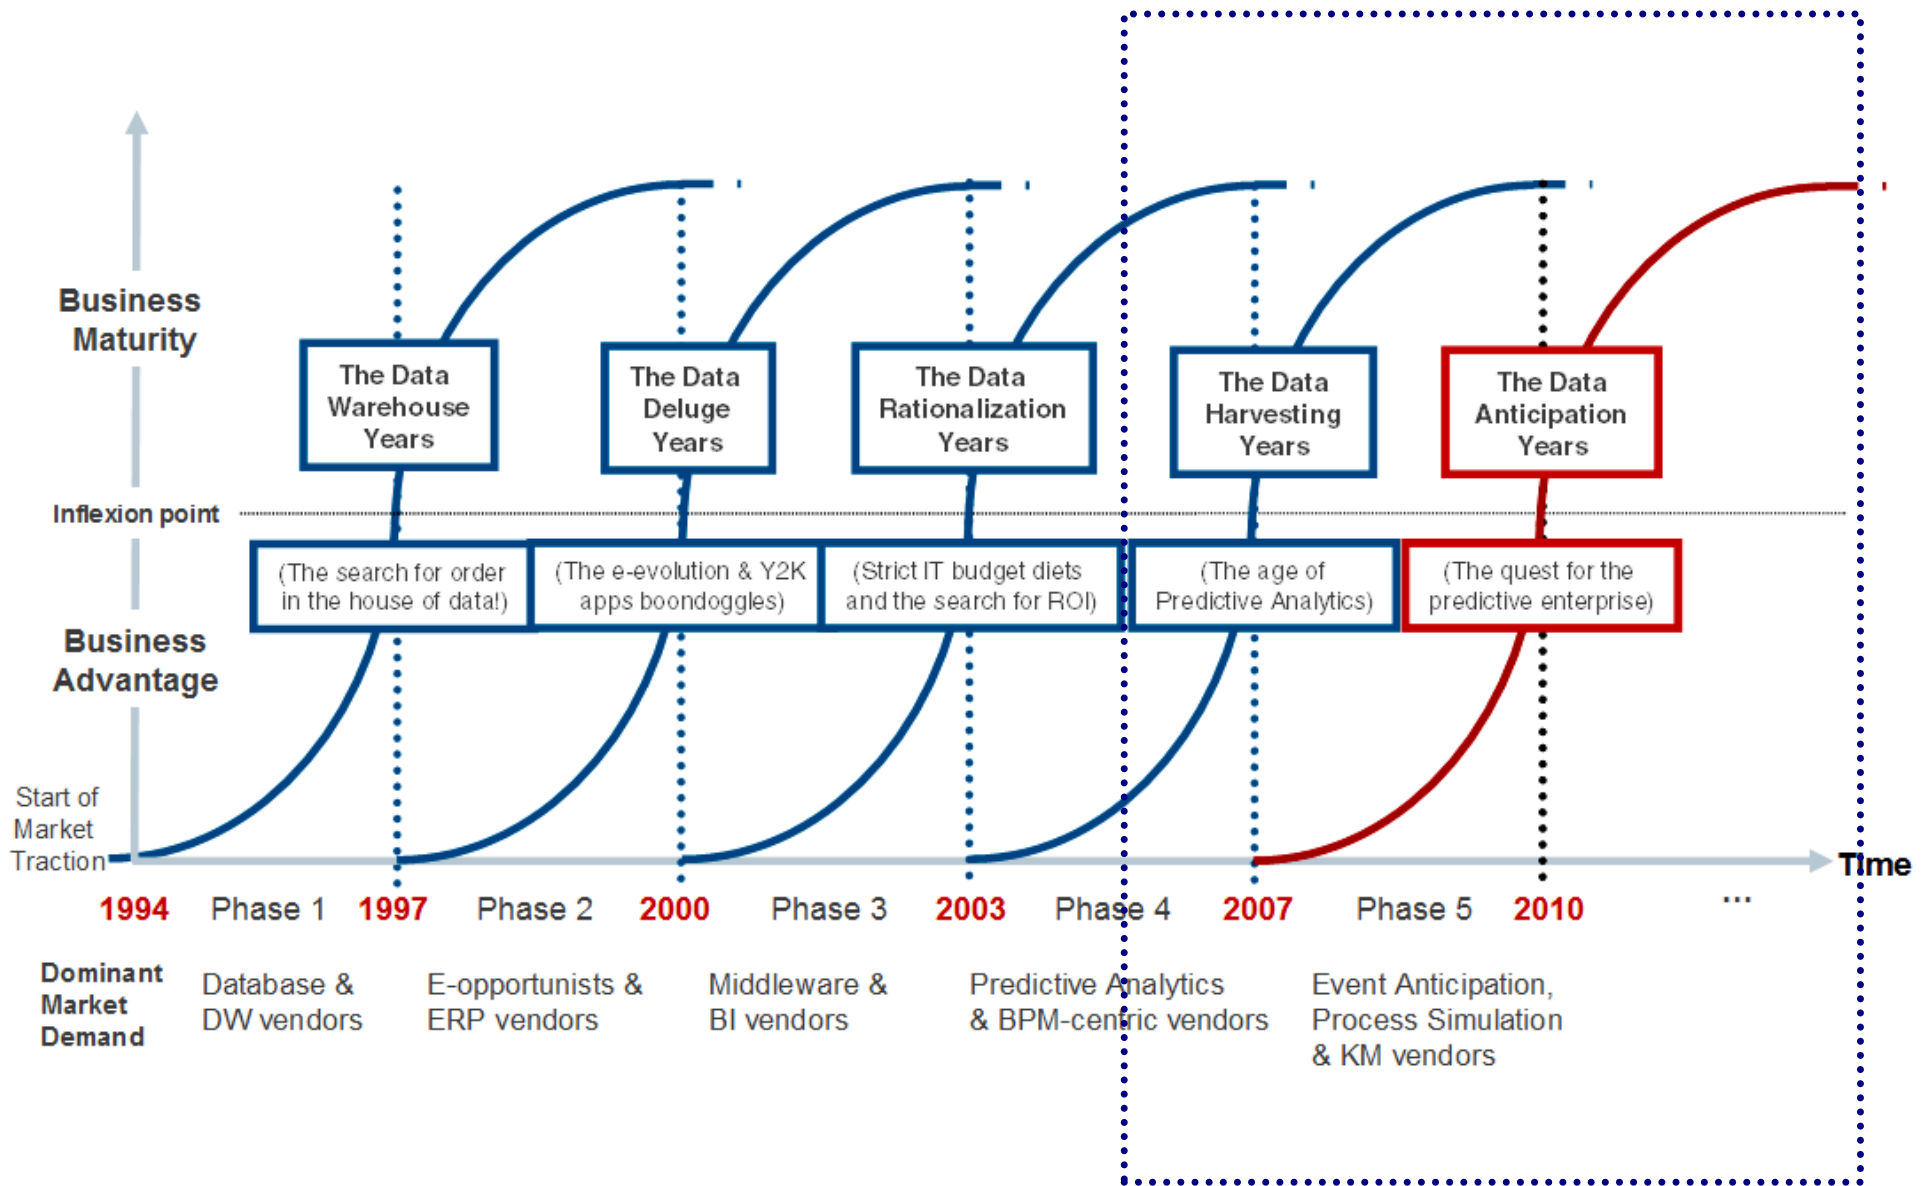 Business
Maturity
The Data
Warehouse
Years
The Data
Deluge
Years
The Data
Rationalization
Years
The Data
Harvesting
Years
The Data
Anticipation
Years
Inflexion point
(The search for order
in the house of data!)
(The e-evolution & Y2K
apps boondoggles)
(Strict IT budget diets
and the search for ROI)
(The age of
Predictive Analytics)
(The quest for the
predictive enterprise)
Business
Advantage
Start of
Market
Traction
Time
1994 Phase 1 1997 Phase 2 2000 Phase 3 2003 Phase 4 2007 Phase 5 2010 ...
Dominant
Market
Demand
Database &
DW vendors
E-opportunists &
ERP vendors
Middleware &
BI vendors
Predictive Analytics
& BPM-centric vendors
Event Anticipation,
Process Simulation
& KM vendors